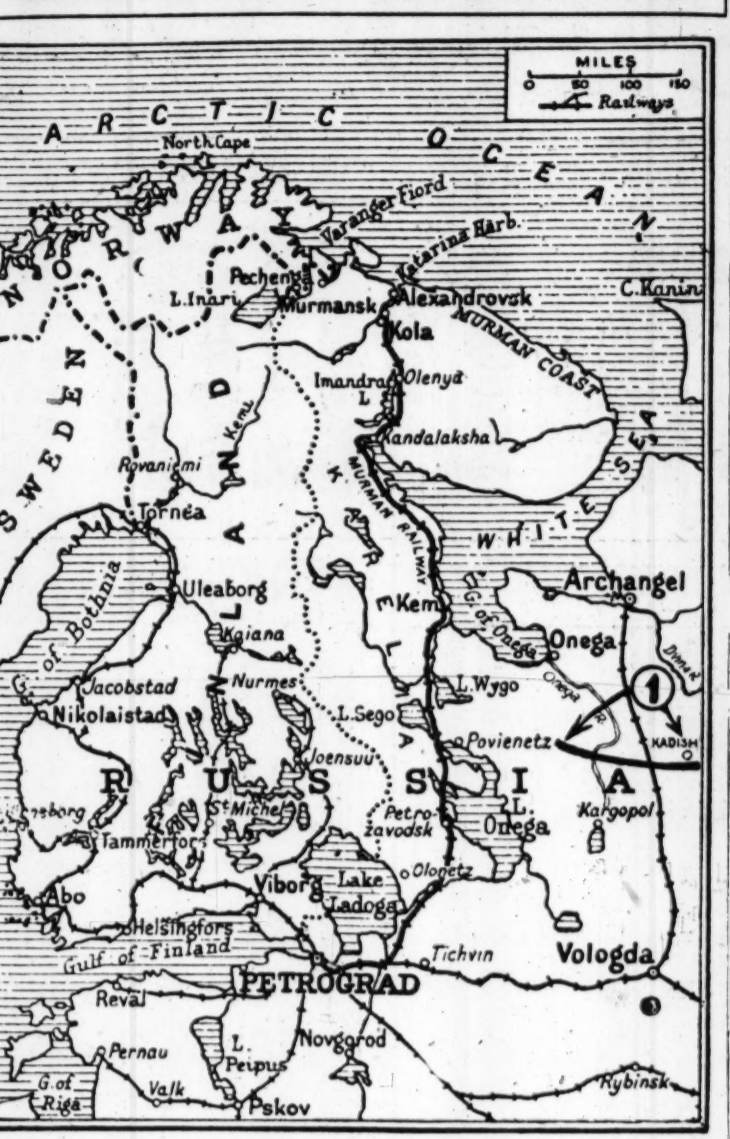 MILES
0 50 100 150
Railways
ARCTIC OCEAN
North Cape
NORWAY
Varanger Fiord
Katarina Harb.
Pechenga
L. Inari
Murmansk
Alexandrovsk
C. Kanin
Kola
MURMAN COAST
SWEDEN
FINLAND
Imandra
L
Olenya
Kemi
Kandalaksha
Rovaniemi
MURMAN RAILWAY
KARELIA
WHITE SEA
Tornea
G. of Bothnia
Uleaborg
Archangel
Kem
G. of Onega
Onega
Kajana
Dwina
Onega R.
L. Wygo
1
Jacobstad
Nurmes
Nikolaistad
L. Sego
Povienetz
KADISH
Joensuu
RUSSIA
St Michel
Petro-
zavodsk
L.
Onega
Kargopol
Tammerfors
Olonetz
Viborg
Lake
Ladoga
Abo
Helsingfors
Gulf of Finland
Tichvin
Vologda
PETROGRAD
Reval
Novgorod
Pernau
L.
Peipus
G. of
Riga
Valk
Pskov
Rybinsk